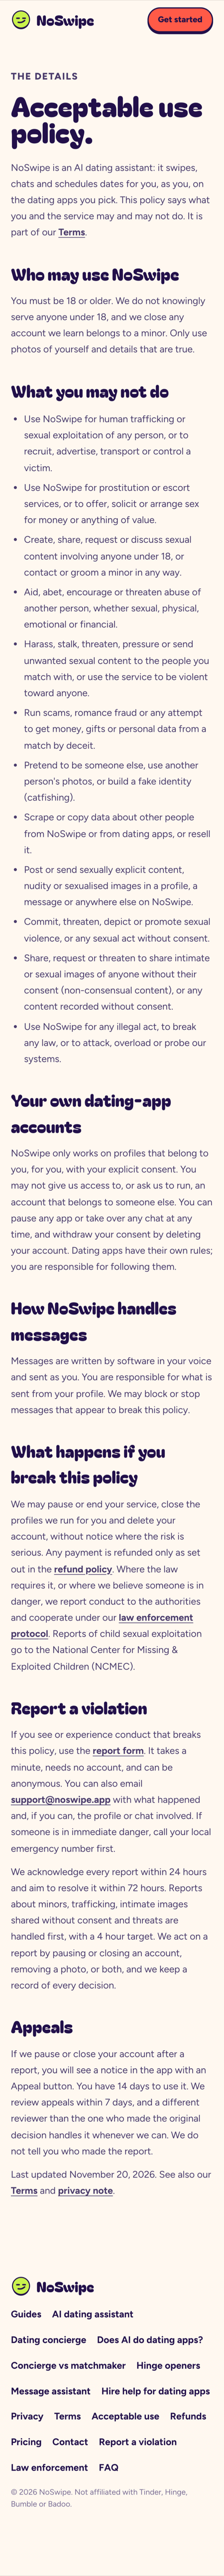 NoSwipe
Get started
THE DETAILS
Acceptable use
policy.
NoSwipe is an AI dating assistant: it swipes,
chats and schedules dates for you, as you, on
the dating apps you pick. This policy says what
you and the service may and may not do. It is
part of our Terms.
Who may use NoSwipe
You must be 18 or older. We do not knowingly
serve anyone under 18, and we close any
account we learn belongs to a minor. Only use
photos of yourself and details that are true.
What you may not do
• Use NoSwipe for human trafficking or
sexual exploitation of any person, or to
recruit, advertise, transport or control a
victim.
• Use NoSwipe for prostitution or escort
services, or to offer, solicit or arrange sex
for money or anything of value.
• Create, share, request or discuss sexual
content involving anyone under 18, or
contact or groom a minor in any way.
• Aid, abet, encourage or threaten abuse of
another person, whether sexual, physical,
emotional or financial.
• Harass, stalk, threaten, pressure or send
unwanted sexual content to the people you
match with, or use the service to be violent
toward anyone.
• Run scams, romance fraud or any attempt
to get money, gifts or personal data from a
match by deceit.
• Pretend to be someone else, use another
person's photos, or build a fake identity
(catfishing).
• Scrape or copy data about other people
from NoSwipe or from dating apps, or resell
it.
• Post or send sexually explicit content,
nudity or sexualised images in a profile, a
message or anywhere else on NoSwipe.
• Commit, threaten, depict or promote sexual
violence, or any sexual act without consent.
• Share, request or threaten to share intimate
or sexual images of anyone without their
consent (non-consensual content), or any
content recorded without consent.
• Use NoSwipe for any illegal act, to break
any law, or to attack, overload or probe our
systems.
Your own dating-app
accounts
NoSwipe only works on profiles that belong to
you, for you, with your explicit consent. You
may not give us access to, or ask us to run, an
account that belongs to someone else. You can
pause any app or take over any chat at any
time, and withdraw your consent by deleting
your account. Dating apps have their own rules;
you are responsible for following them.
How NoSwipe handles
messages
Messages are written by software in your voice
and sent as you. You are responsible for what is
sent from your profile. We may block or stop
messages that appear to break this policy.
What happens if you
break this policy
We may pause or end your service, close the
profiles we run for you and delete your
account, without notice where the risk is
serious. Any payment is refunded only as set
out in the refund policy. Where the law
requires it, or where we believe someone is in
danger, we report conduct to the authorities
and cooperate under our law enforcement
protocol. Reports of child sexual exploitation
go to the National Center for Missing &
Exploited Children (NCMEC).
Report a violation
If you see or experience conduct that breaks
this policy, use the report form. It takes a
minute, needs no account, and can be
anonymous. You can also email
support@noswipe.app with what happened
and, if you can, the profile or chat involved. If
someone is in immediate danger, call your local
emergency number first.
We acknowledge every report within 24 hours
and aim to resolve it within 72 hours. Reports
about minors, trafficking, intimate images
shared without consent and threats are
handled first, with a 4 hour target. We act on a
report by pausing or closing an account,
removing a photo, or both, and we keep a
record of every decision.
Appeals
If we pause or close your account after a
report, you will see a notice in the app with an
Appeal button. You have 14 days to use it. We
review appeals within 7 days, and a different
reviewer than the one who made the original
decision handles it whenever we can. We do
not tell you who made the report.
Last updated November 20, 2026. See also our
Terms and privacy note.
NoSwipe
Guides AI dating assistant
Dating concierge Does AI do dating apps?
Concierge vs matchmaker Hinge openers
Message assistant Hire help for dating apps
Privacy Terms Acceptable use Refunds
Pricing Contact Report a violation
Law enforcement FAQ
© 2026 NoSwipe. Not affiliated with Tinder, Hinge,
Bumble or Badoo.